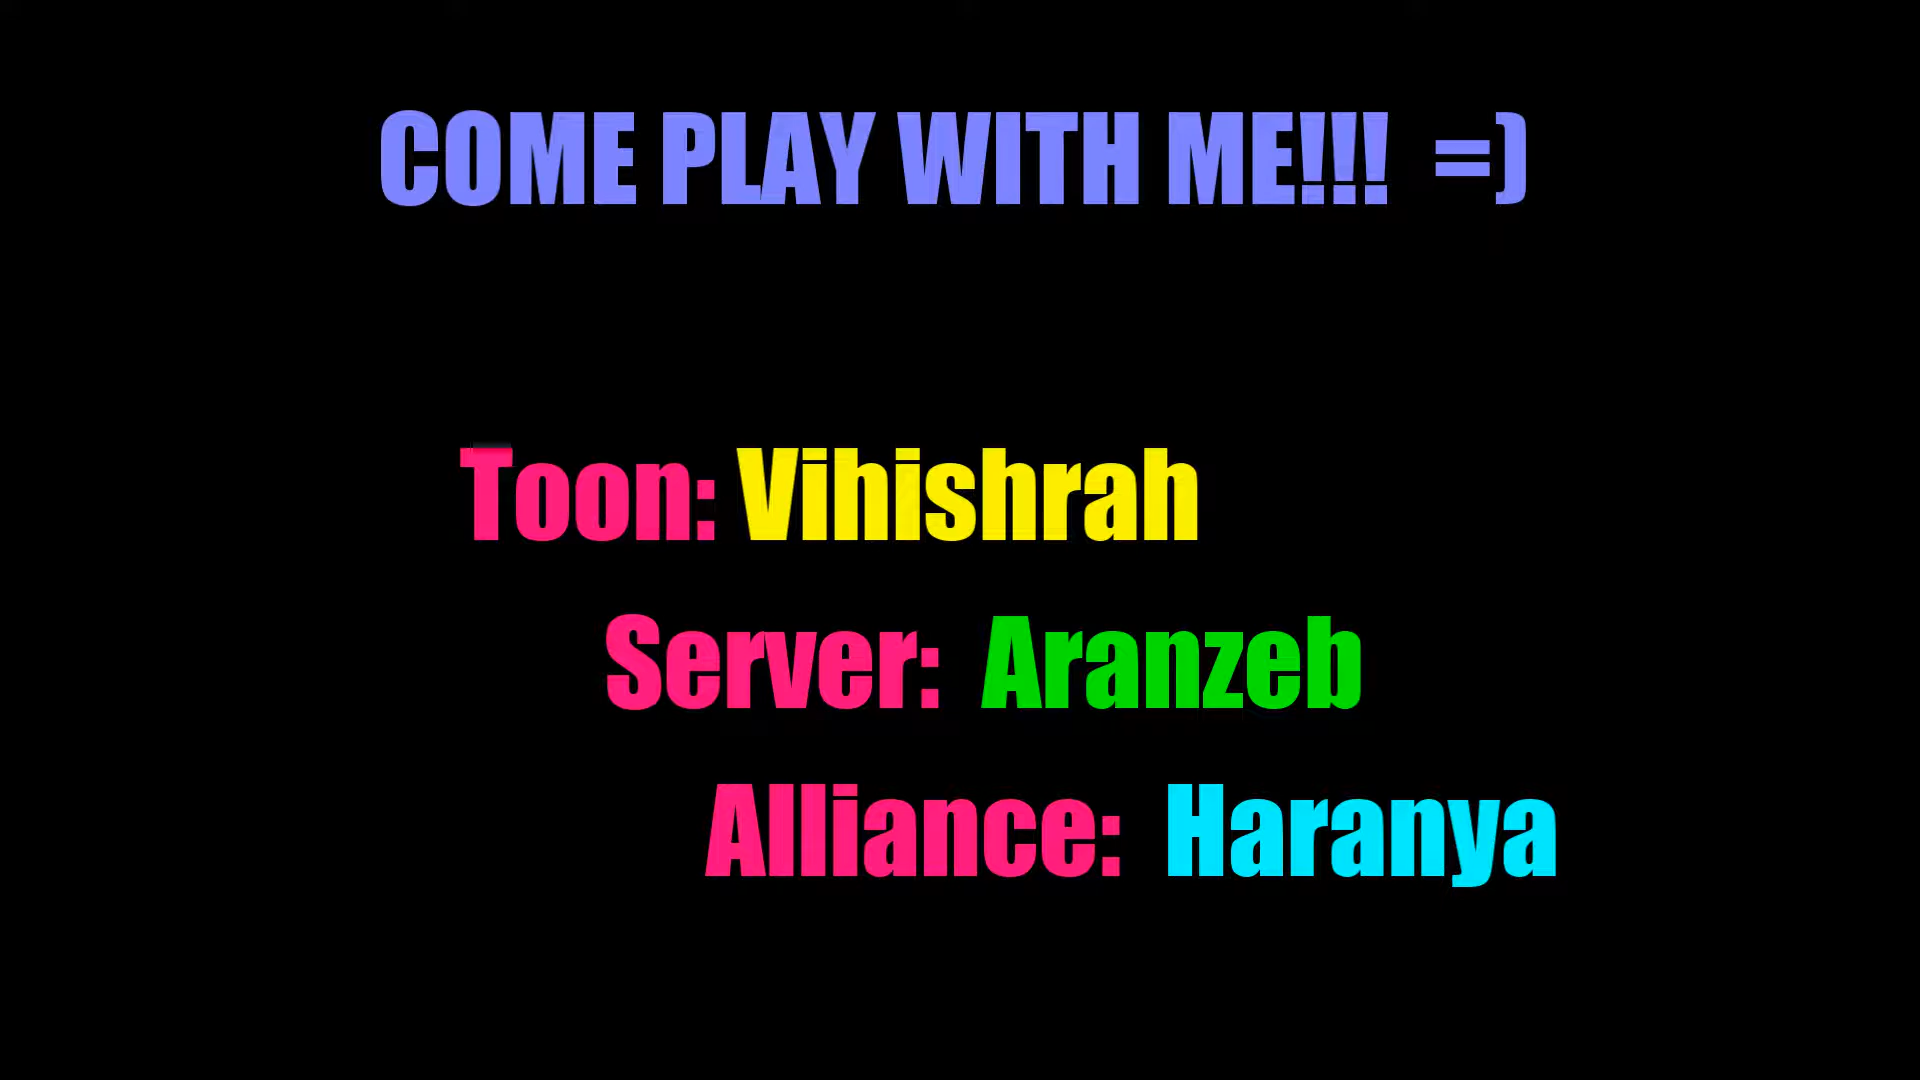 COME PLAY WITH ME!!! =)
Toon: Vihishrah
Server: Aranzeb
Alliance: Haranya